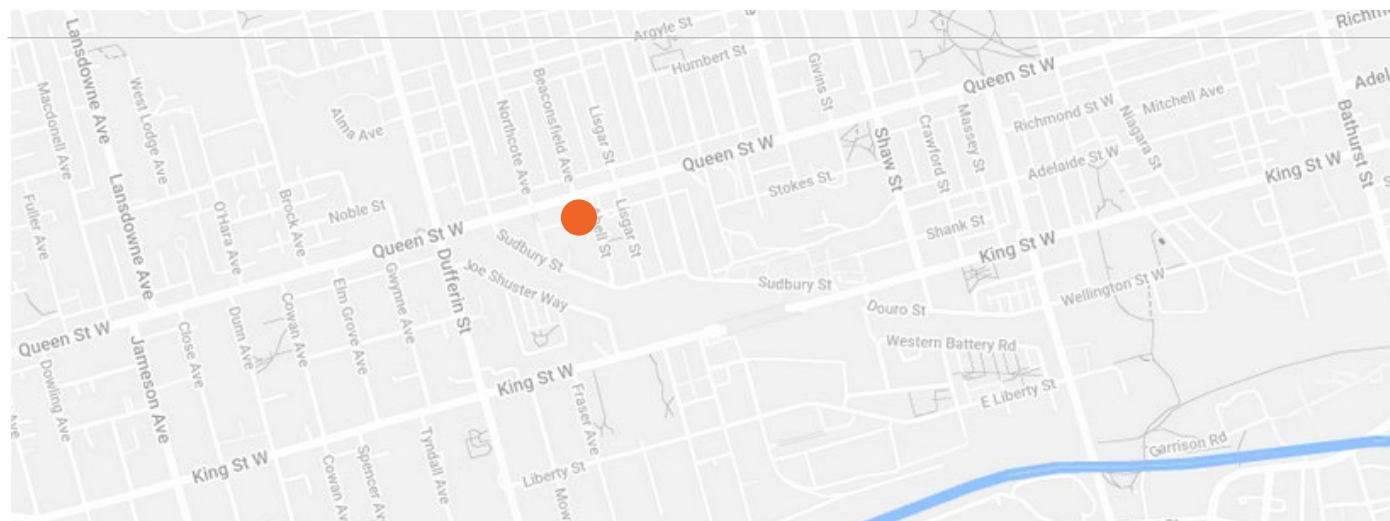 Lansdowne Ave
Argyle St
Richm
Humbert St
Givins St
Queen St W
Adel
Macdonell Ave
West Lodge Ave
Alma Ave
Northcote Ave
Beaconsfield Ave
Lisgar St
Massey St
Richmond St W
Niagara St
Mitchell Ave
Bathurst St
Queen St W
Shaw St
Crawford St
Adelaide St W
King St W
Fuller Ave
Lansdowne Ave
O'Hara Ave
Brock Ave
Noble St
Stokes St
Lisgar St
Shank St
Queen St W
Sudbury St
King St W
Dufferin St
Joe Shuster Way
Sudbury St
Wellington St W
Douro St
Gwynne Ave
Elm Grove Ave
Cowan Ave
Dunn Ave
Close Ave
Queen St W
Jameson Ave
Dowling Ave
Western Battery Rd
King St W
Fraser Ave
E Liberty St
Ave
Tyndall Ave
Garrison Rd
King St W
Spencer Ave
Cowan Av
Liberty St
Mow